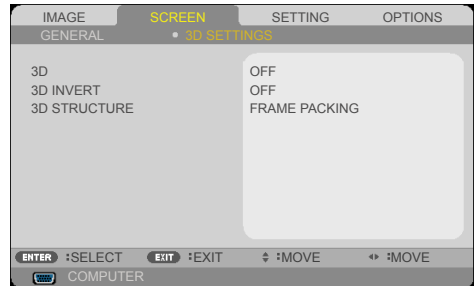 IMAGE SCREEN SETTING OPTIONS
GENERAL • 3D SETTINGS
3D OFF
3D INVERT OFF
3D STRUCTURE FRAME PACKING
ENTER :SELECT EXIT :EXIT :MOVE :MOVE
COMPUTER